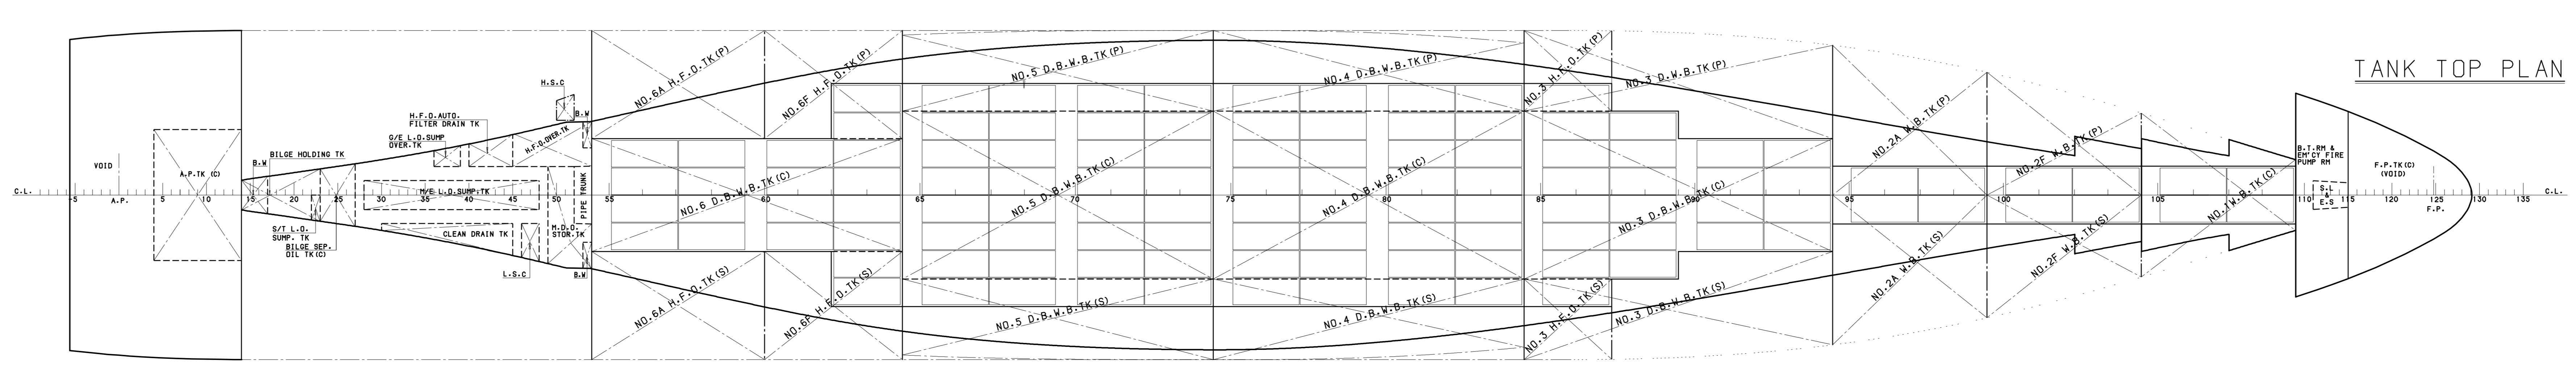 TANK TOP PLAN
NO.6A H.F.O.TK(P)
NO.6F H.F.O.TK(P)
NO.5 D.B.W.B.TK(P)
NO.4 D.B.W.B.TK(P)
NO.3 H.F.O.TK(P)
NO.3 D.W.B.TK(P)
NO.2A W.B.TK(P)
NO.2F W.B.TK(P)
H.S.C
H.F.O.AUTO.
FILTER DRAIN TK
G/E L.O.SUMP
OVER.TK
H.F.O.OVER.TK
B.W
BILGE HOLDING TK
B.W
VOID
A.P.TK (C)
M/E L.O.SUMP.TK
PIPE TRUNK
NO.6 D.B.W.B.TK(C)
NO.5 D.B.W.B.TK(C)
NO.4 D.B.W.B.TK(C)
NO.3 D.B.W.B.TK(C)
NO.1W.B.TK(C)
B.T.RM &
EM'CY FIRE
PUMP RM
F.P.TK(C)
(VOID)
S.L
&
E.S
C.L.
C.L.
-5
A.P.
5
10
15
20
25
30
35
40
45
50
55
60
65
70
75
80
85
90
95
100
105
110
115
120
125
130
135
F.P.
S/T L.O.
SUMP. TK
BILGE SEP.
OIL TK(C)
CLEAN DRAIN TK
M.D.O.
STOR.TK
L.S.C
B.W
NO.6A H.F.O.TK(S)
NO.6F H.F.O.TK(S)
NO.5 D.B.W.B.TK(S)
NO.4 D.B.W.B.TK(S)
NO.3 H.F.O.TK(S)
NO.3 D.W.B.TK(S)
NO.2A W.B.TK(S)
NO.2F W.B.TK(S)